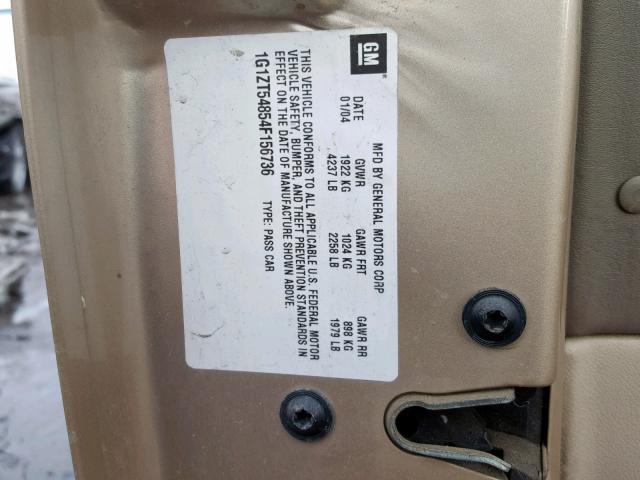 GM
MFD BY GENERAL MOTORS CORP
DATE GVWR GAWR FRT GAWR RR
01/04 1922 KG 1024 KG 898 KG
4237 LB 2258 LB 1979 LB
THIS VEHICLE CONFORMS TO ALL APPLICABLE U.S. FEDERAL MOTOR
VEHICLE SAFETY, BUMPER, AND THEFT PREVENTION STANDARDS IN
EFFECT ON THE DATE OF MANUFACTURE SHOWN ABOVE.
1G1ZT54854F156736 TYPE: PASS CAR